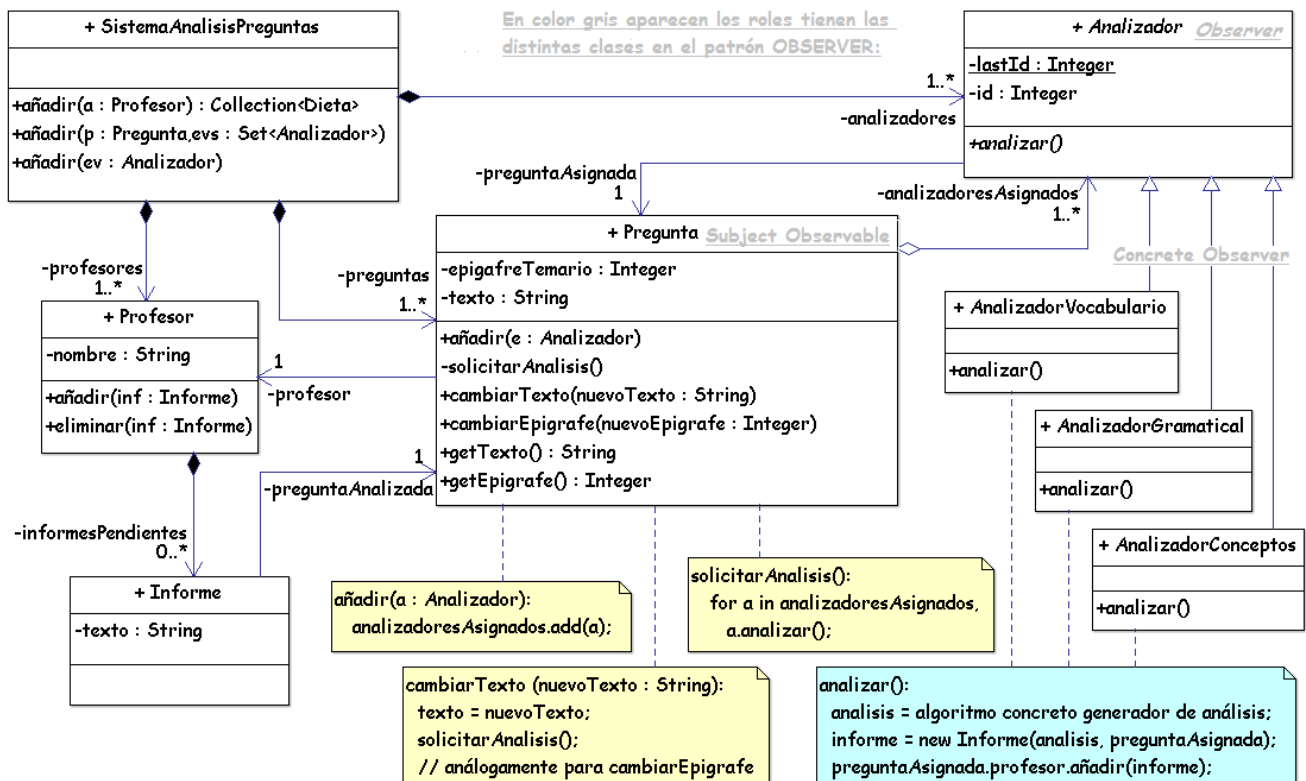 En color gris aparecen los roles tienen las
distintas clases en el patrón OBSERVER:
+ SistemaAnalisisPreguntas
+añadir(a : Profesor) : Collection<Dieta>
+añadir(p : Pregunta,evs : Set<Analizador>)
+añadir(ev : Analizador)
+ Analizador Observer
-lastId : Integer
-id : Integer
+analizar()
1..*
-analizadores
-preguntaAsignada
1
-analizadoresAsignados
1..*
-profesores
1..*
-preguntas
1..*
+ Pregunta Subject Observable
-epigafreTemario : Integer
-texto : String
+añadir(e : Analizador)
-solicitarAnalisis()
+cambiarTexto(nuevoTexto : String)
+cambiarEpigrafe(nuevoEpigrafe : Integer)
+getTexto() : String
+getEpigrafe() : Integer
Concrete Observer
+ Profesor
-nombre : String
+añadir(inf : Informe)
+eliminar(inf : Informe)
1
-profesor
1
-preguntaAnalizada
+ AnalizadorVocabulario
+analizar()
+ AnalizadorGramatical
+analizar()
+ AnalizadorConceptos
+analizar()
-informesPendientes
0..*
+ Informe
-texto : String
añadir(a : Analizador):
analizadoresAsignados.add(a);
solicitarAnalisis():
for a in analizadoresAsignados,
a.analizar();
cambiarTexto (nuevoTexto : String):
texto = nuevoTexto;
solicitarAnalisis();
// análogamente para cambiarEpigrafe
analizar():
analisis = algoritmo concreto generador de análisis;
informe = new Informe(analisis, preguntaAsignada);
preguntaAsignada.profesor.añadir(informe);